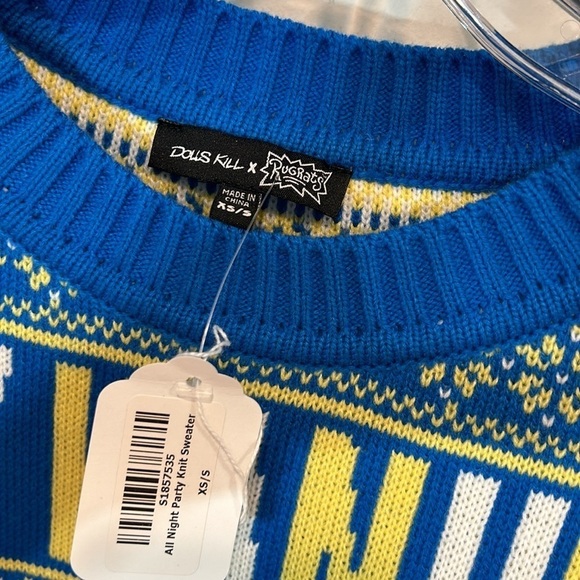 DOLLS KILL X RUGRATS
MADE IN
CHINA
XS/S
S1857535
All Night Party Knit Sweater
XS/S